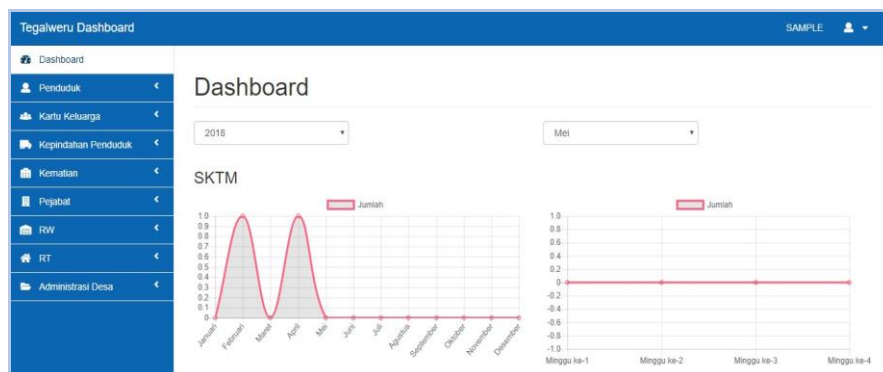 Tegalweru Dashboard
SAMPLE
Dashboard
Penduduk
Kartu Keluarga
Kepindahan Penduduk
Kematian
Pejabat
RW
RT
Administrasi Desa
Dashboard
2018
Mei
SKTM
Jumlah
1.0
0.9
0.8
0.7
0.6
0.5
0.4
0.3
0.2
0.1
0
Januari
Februari
Maret
April
Mei
Juni
Juli
Agustus
September
Oktober
November
Desember
Jumlah
1.0
0.8
0.6
0.4
0.2
0
-0.2
-0.4
-0.6
-0.8
-1.0
Minggu ke-1
Minggu ke-2
Minggu ke-3
Minggu ke-4